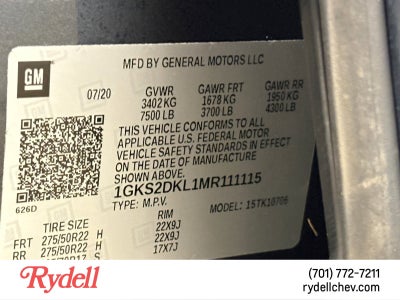 GM
MFD BY GENERAL MOTORS LLC
07/20 GVWR GAWR FRT GAWR RR
3402 KG 1678 KG 1950 KG
7500 LB 3700 LB 4300 LB
THIS VEHICLE CONFORMS TO ALL
APPLICABLE U.S. FEDERAL MOTOR
VEHICLE SAFETY STANDARDS IN EFFECT
ON THE DATE OF MANUFACTURE
SHOWN ABOVE.
1GKS2DKL1MR111115
626D
TYPE: M.P.V. MODEL: 15TK10706
TIRE SIZE RIM
FRT 275/50R22 H 22X9J
RR 275/50R22 H 22X9J
17X7J
Rydell
(701) 772-7211
rydellchev.com